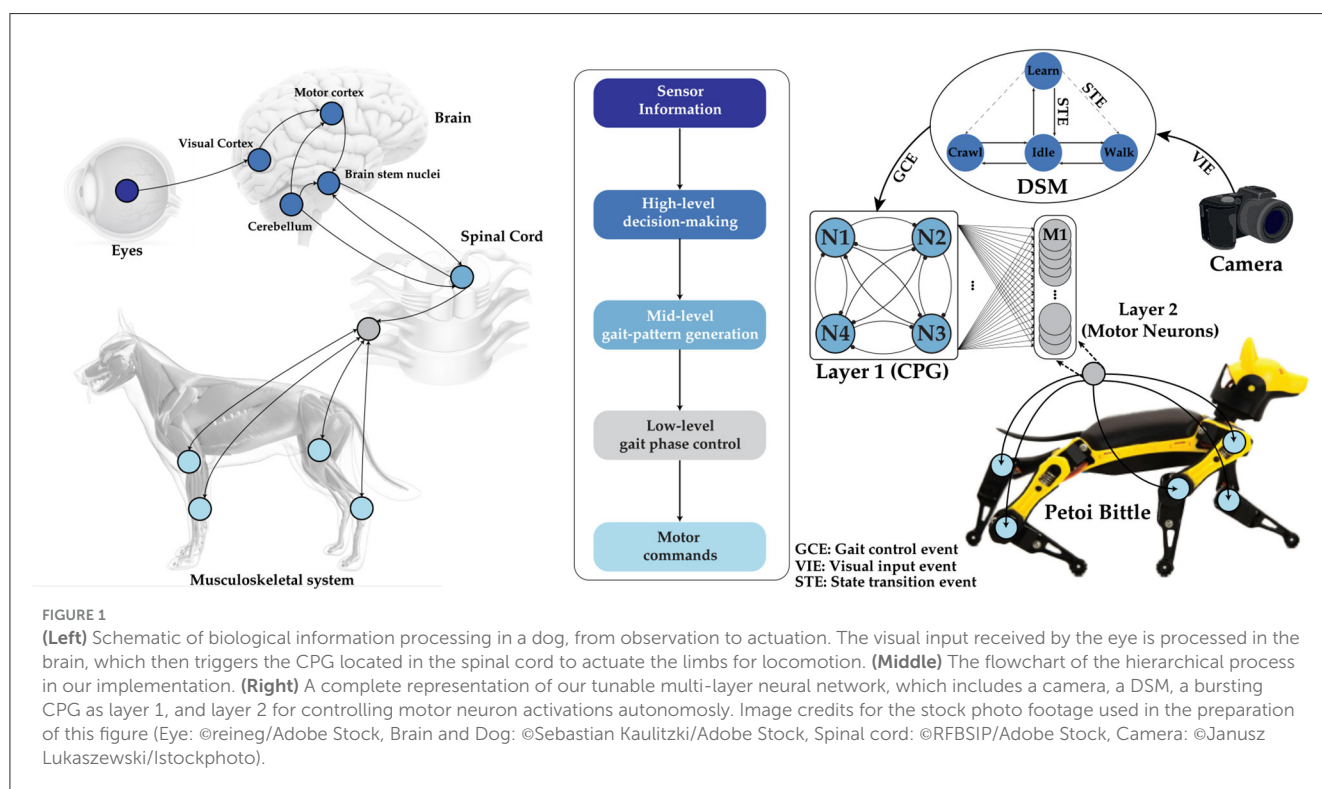 Motor cortex
Brain
Visual Cortex
Brain stem nuclei
Cerebellum
Eyes
Spinal Cord
Musculoskeletal system
Sensor
Information
High-level
decision-making
Mid-level
gait-pattern generation
Low-level
gait phase control
Motor
commands
Learn
STE
STE
Crawl
Idle
Walk
DSM
GCE
VIE
Camera
N1
N2
N4
N3
Layer 1 (CPG)
...
M1
...
Layer 2
(Motor Neurons)
Petoi Bittle
GCE: Gait control event
VIE: Visual input event
STE: State transition event
FIGURE 1
(Left) Schematic of biological information processing in a dog, from observation to actuation. The visual input received by the eye is processed in the
brain, which then triggers the CPG located in the spinal cord to actuate the limbs for locomotion. (Middle) The flowchart of the hierarchical process
in our implementation. (Right) A complete representation of our tunable multi-layer neural network, which includes a camera, a DSM, a bursting
CPG as layer 1, and layer 2 for controlling motor neuron activations autonomosly. Image credits for the stock photo footage used in the preparation
of this figure (Eye: ©reineg/Adobe Stock, Brain and Dog: ©Sebastian Kaulitzki/Adobe Stock, Spinal cord: ©RFBSIP/Adobe Stock, Camera: ©Janusz
Lukaszewski/Istockphoto).